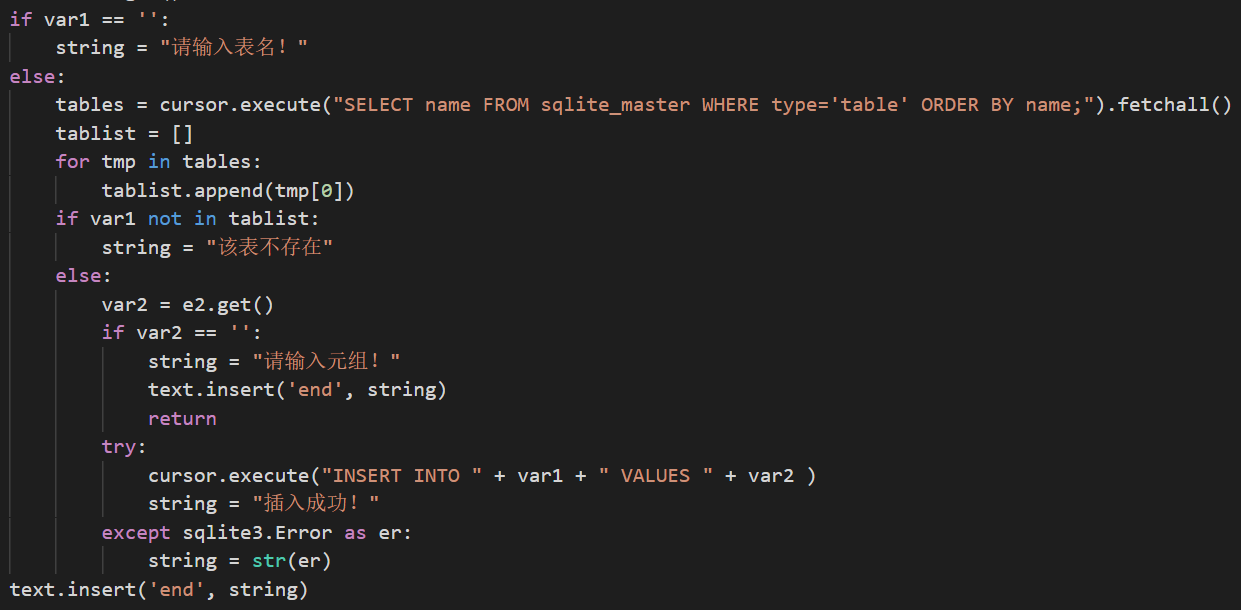 if var1 == '':
    string = "请输入表名！"
else:
    tables = cursor.execute("SELECT name FROM sqlite_master WHERE type='table' ORDER BY name;").fetchall()
    tablist = []
    for tmp in tables:
        tablist.append(tmp[0])
    if var1 not in tablist:
        string = "该表不存在"
    else:
        var2 = e2.get()
        if var2 == '':
            string = "请输入元组！"
            text.insert('end', string)
            return
        try:
            cursor.execute("INSERT INTO " + var1 + " VALUES " + var2 )
            string = "插入成功！"
        except sqlite3.Error as er:
            string = str(er)
text.insert('end', string)